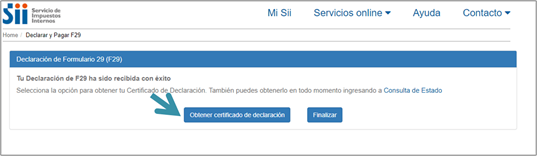 Sii Servicio de Impuestos Internos
Mi Sii Servicios online Ayuda Contacto
Home / Declarar y Pagar F29
Declaración de Formulario 29 (F29)
Tu Declaración de F29 ha sido recibida con éxito
Selecciona la opción para obtener tu Certificado de Declaración. También puedes obtenerlo en todo momento ingresando a Consulta de Estado
Obtener certificado de declaración Finalizar